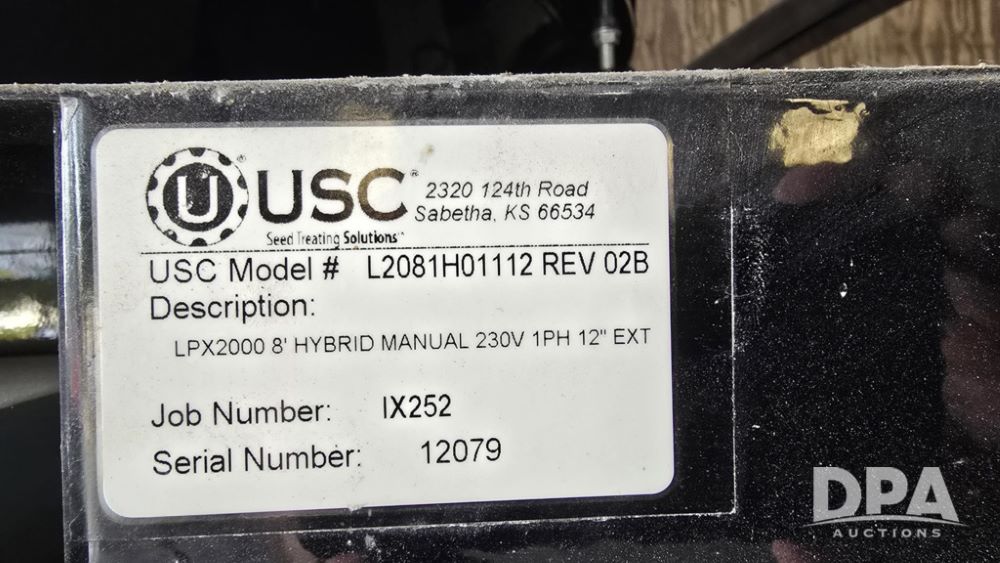 U USC®
2320 124th Road
Sabetha, KS 66534
Seed Treating Solutions™
USC Model # L2081H01112 REV 02B
Description:
LPX2000 8' HYBRID MANUAL 230V 1PH 12" EXT
Job Number: IX252
Serial Number: 12079
DPA
AUCTIONS